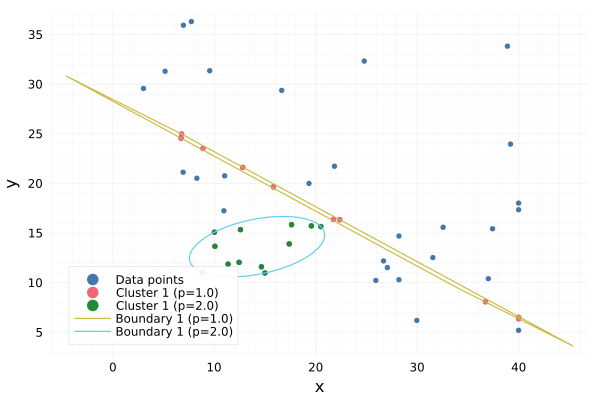 35
30
25
20
15
10
5
y
Data points
Cluster 1 (p=1.0)
Cluster 1 (p=2.0)
Boundary 1 (p=1.0)
Boundary 1 (p=2.0)
0 10 20 30 40
x